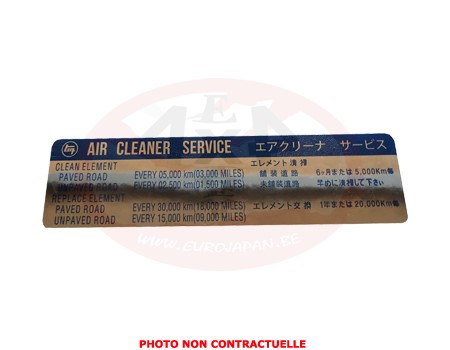 AIR CLEANER SERVICE エアクリーナ サービス
CLEAN ELEMENT エレメント清掃
PAVED ROAD EVERY 05,000 km(03,000 MILES) 舗装道路 6ヶ月または 5,000Km毎
UNPAVED ROAD EVERY 02,500 km(01,500 MILES) 未舗装道路 早めに清掃して下さい
REPLACE ELEMENT
PAVED ROAD EVERY 30,000 km(18,000 MILES) エレメント交換 1年または 20,000Km毎
UNPAVED ROAD EVERY 15,000 km(09,000 MILES)
WWW.EUROJAPAN.BE
PHOTO NON CONTRACTUELLE